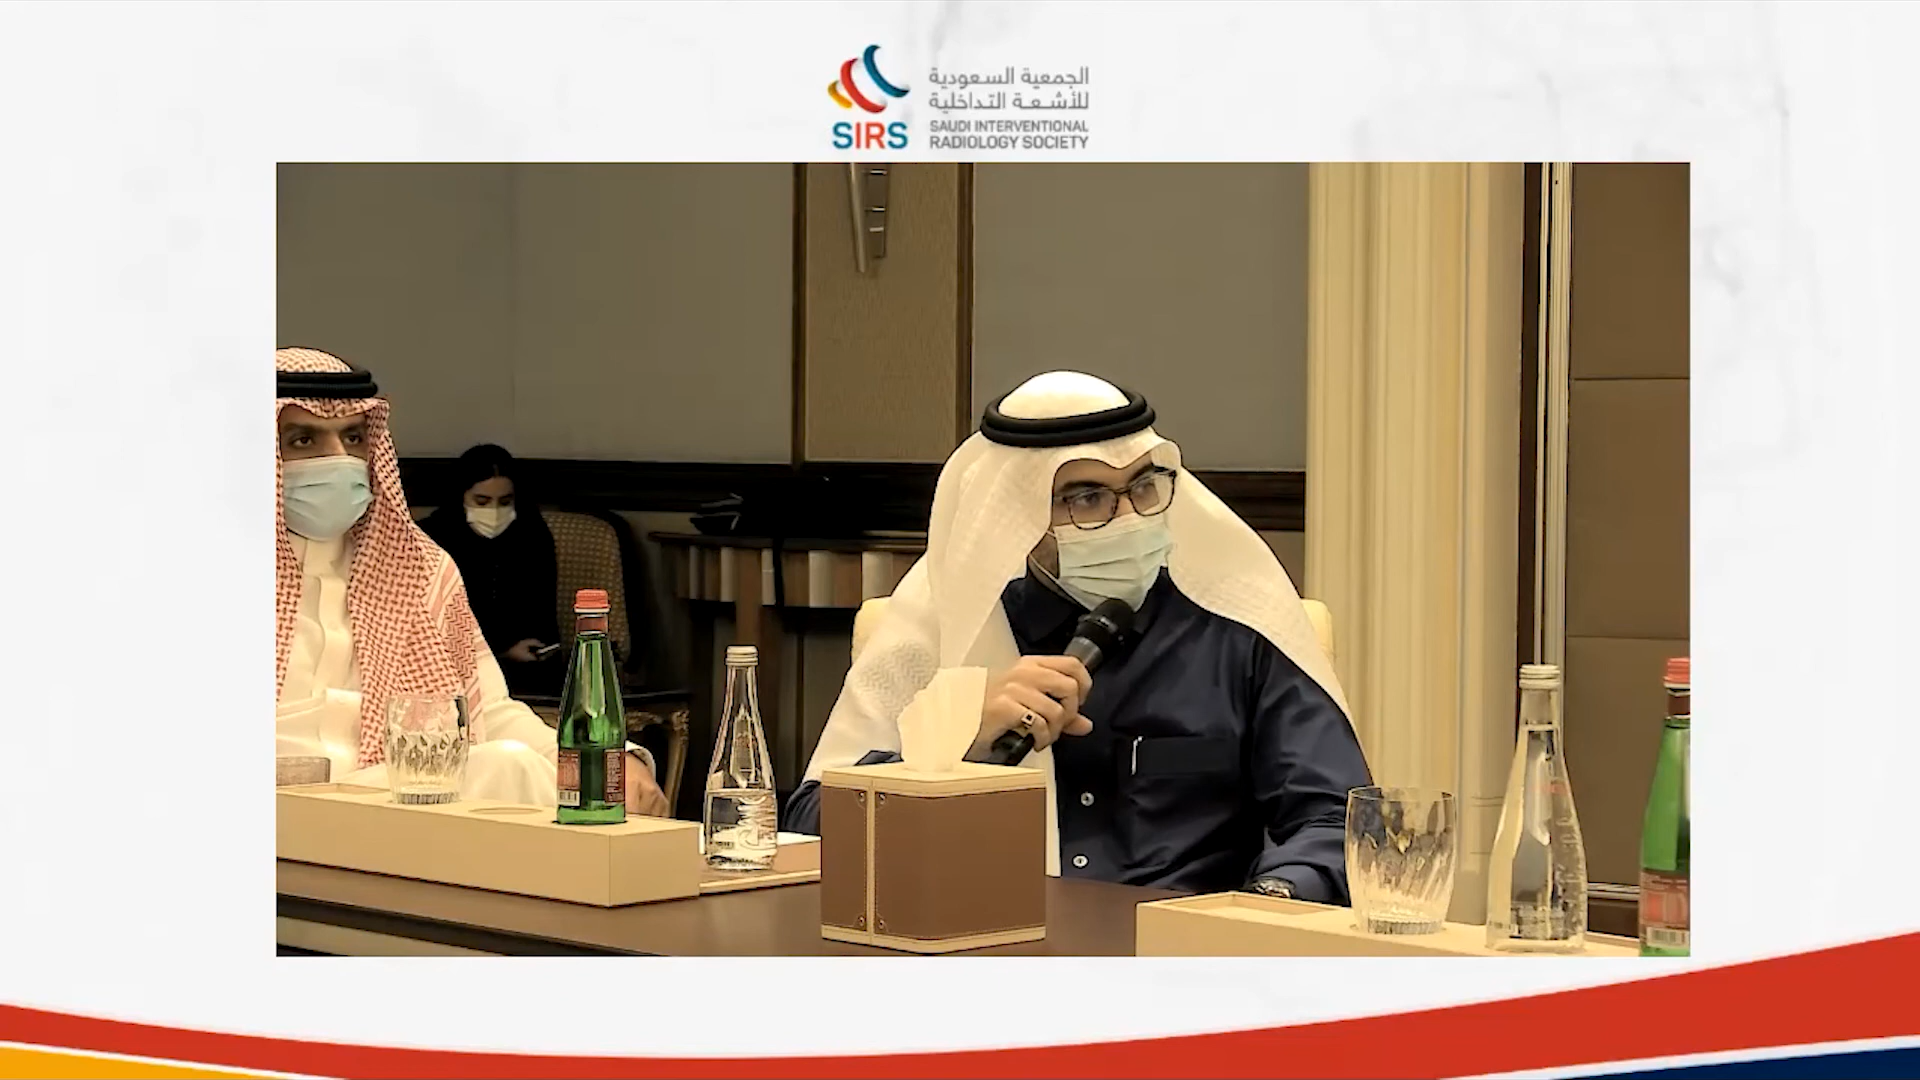 الجمعية السعودية
للأشعة التداخلية
SIRS
SAUDI INTERVENTIONAL
RADIOLOGY SOCIETY